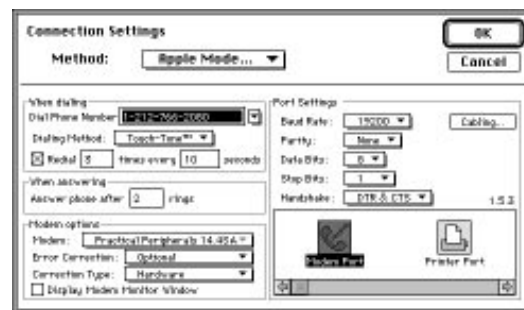 Connection Settings
OK
Method: Apple Mode...
Cancel
When dialing
Dial Phone Number 1-212-766-2080
Dialing Method: Touch-Tone™
Redial 3 times every 10 seconds
When answering
Answer phone after 2 rings
Modem options
Modem: Practical Peripherals 14.4SA
Error Correction: Optional
Correction Type: Hardware
Display Modem Monitor Window
Port Settings
Baud Rate: 19200
Cabling...
Parity: None
Data Bits: 8
Stop Bits: 1
Handshake: DTR & CTS
1.5.3
Modem Port
Printer Port